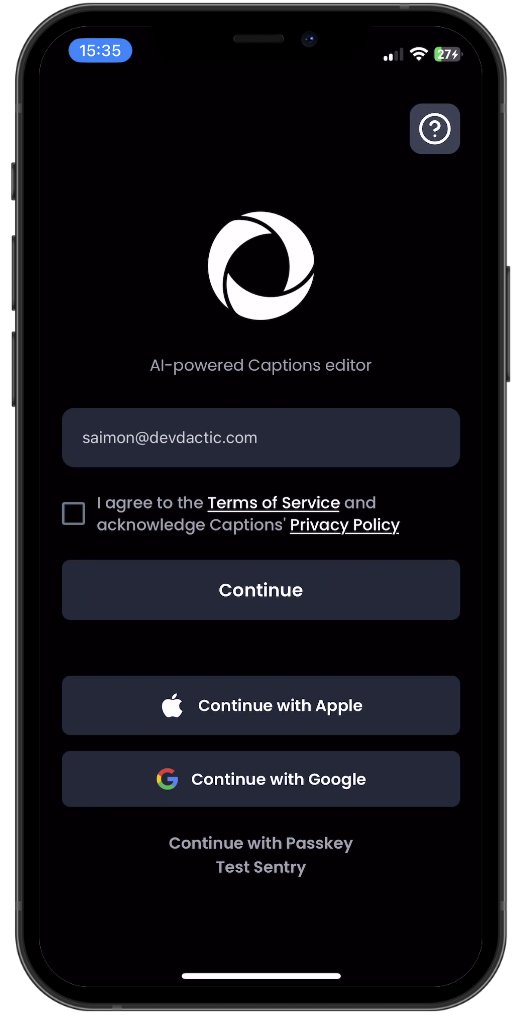 15:35
27
?
AI-powered Captions editor
saimon@devdactic.com
I agree to the Terms of Service and
acknowledge Captions' Privacy Policy
Continue
Continue with Apple
Continue with Google
Continue with Passkey
Test Sentry